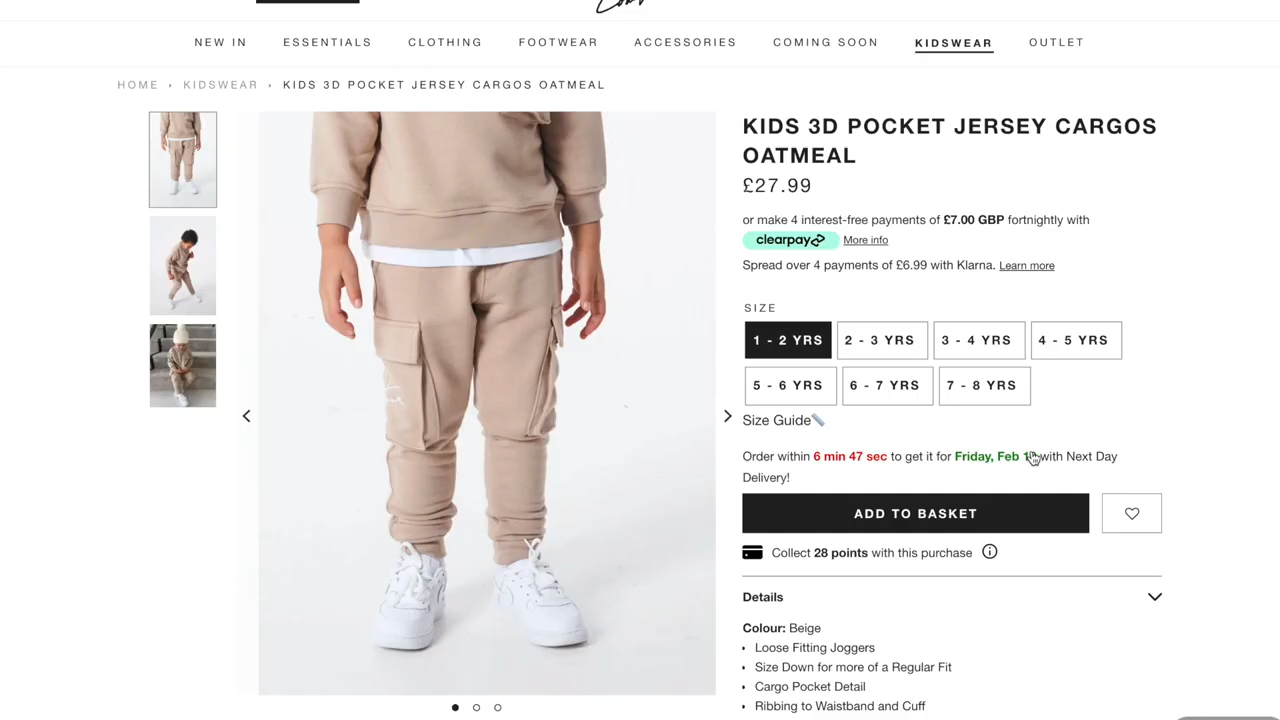 NEW IN ESSENTIALS CLOTHING FOOTWEAR ACCESSORIES COMING SOON KIDSWEAR OUTLET
HOME › KIDSWEAR › KIDS 3D POCKET JERSEY CARGOS OATMEAL
KIDS 3D POCKET JERSEY CARGOS
OATMEAL
£27.99
or make 4 interest-free payments of £7.00 GBP fortnightly with
clearpay More info
Spread over 4 payments of £6.99 with Klarna. Learn more
SIZE
1 - 2 YRS 2 - 3 YRS 3 - 4 YRS 4 - 5 YRS
5 - 6 YRS 6 - 7 YRS 7 - 8 YRS
Size Guide
Order within 6 min 47 sec to get it for Friday, Feb with Next Day
Delivery!
ADD TO BASKET
Collect 28 points with this purchase
Details
Colour: Beige
• Loose Fitting Joggers
• Size Down for more of a Regular Fit
• Cargo Pocket Detail
• Ribbing to Waistband and Cuff